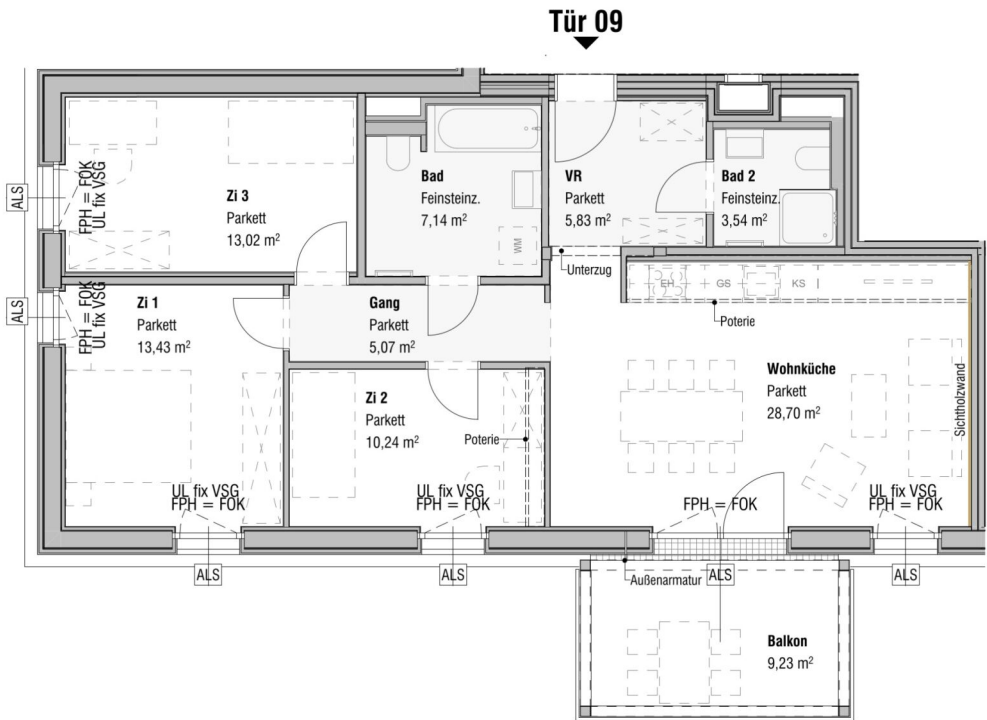 Tür 09
Zi 3
Parkett
13,02 m²
Bad
Feinsteinz.
7,14 m²
WM
VR
Parkett
5,83 m²
Bad 2
Feinsteinz.
3,54 m²
ALS
FPH = FOK
UL fix VSG
Unterzug
EH
GS
KS
Poterie
ALS
FPH = FOK
UL fix VSG
Zi 1
Parkett
13,43 m²
Gang
Parkett
5,07 m²
Wohnküche
Parkett
28,70 m²
Sichtholzwand
Zi 2
Parkett
10,24 m²
Poterie
UL fix VSG
FPH = FOK
UL fix VSG
FPH = FOK
FPH = FOK
UL fix VSG
FPH = FOK
ALS
ALS
Außenarmatur
ALS
ALS
Balkon
9,23 m²